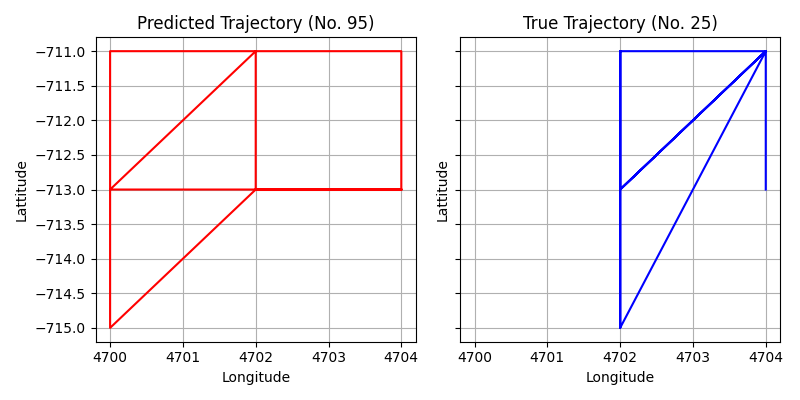 Predicted Trajectory (No. 95)
True Trajectory (No. 25)
−711.0
−711.5
−712.0
−712.5
−713.0
−713.5
−714.0
−714.5
−715.0
Lattitude
Lattitude
4700 4701 4702 4703 4704
4700 4701 4702 4703 4704
Longitude
Longitude